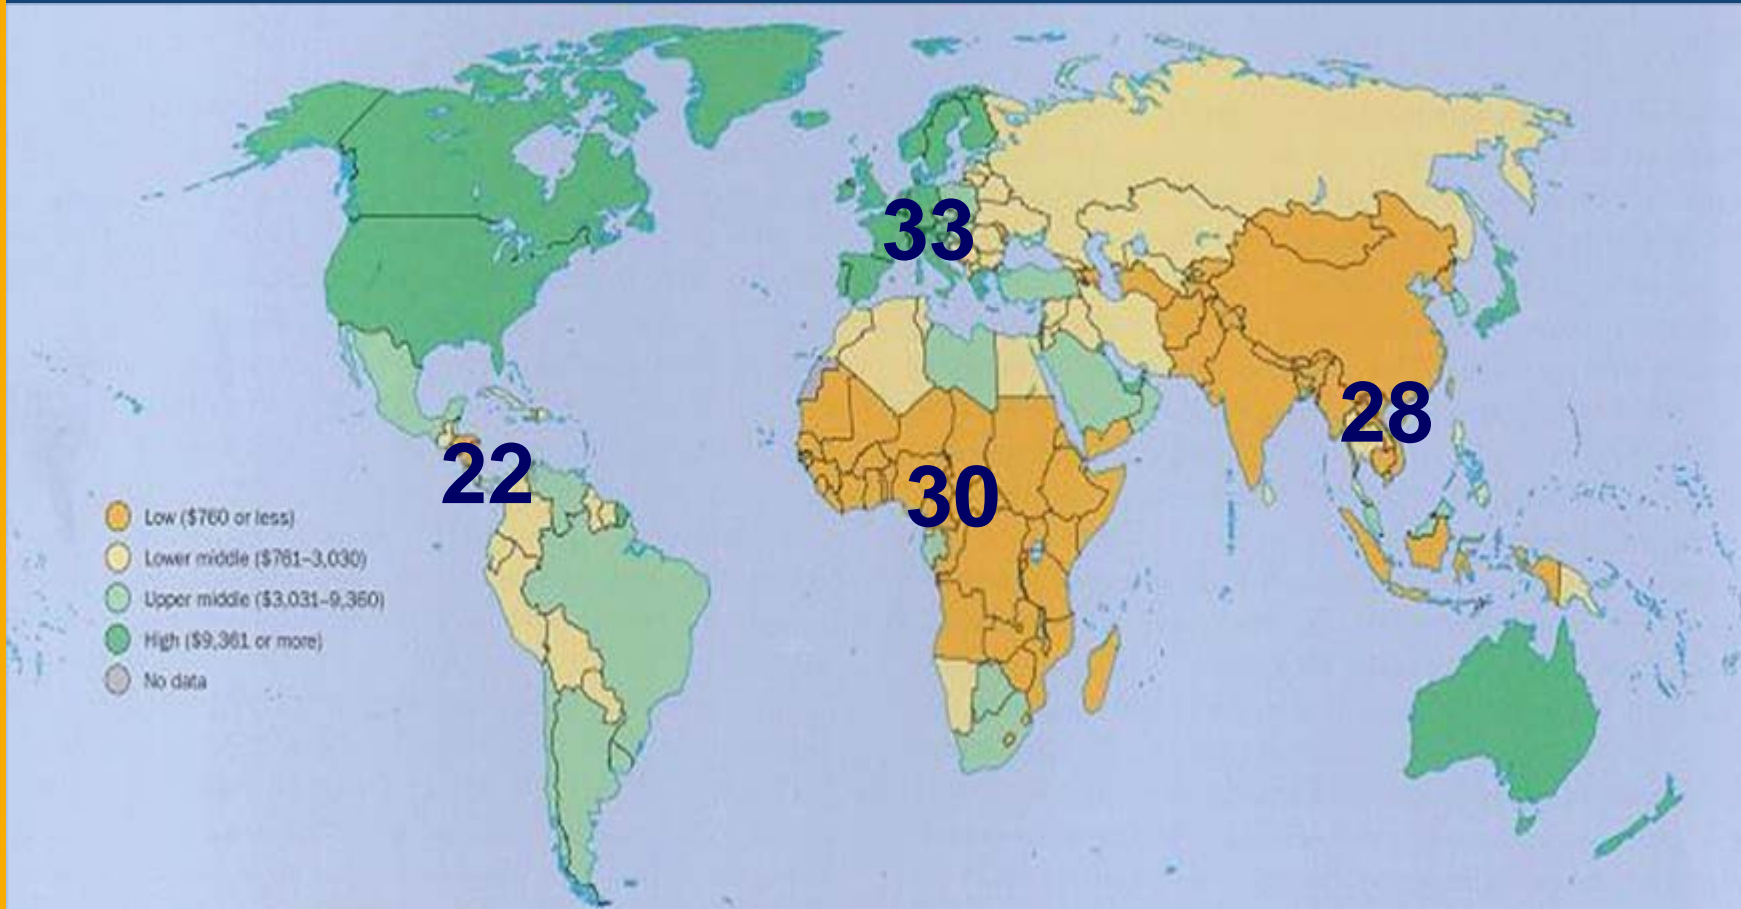 33
28
22
30
Low ($760 or less)
Lower middle ($761–3,030)
Upper middle ($3,031–9,360)
High ($9,361 or more)
No data